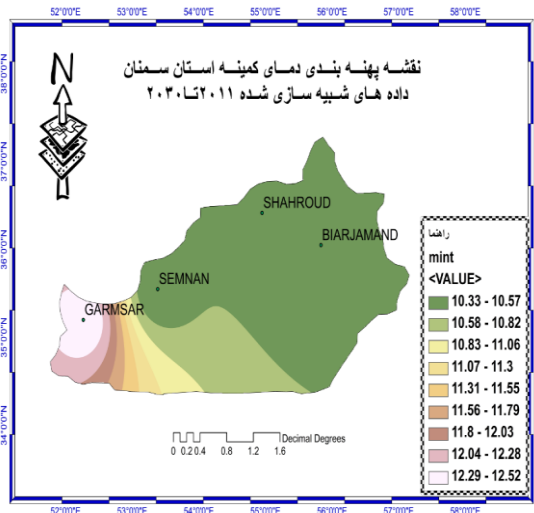 52°0'0"E 53°0'0"E 54°0'0"E 55°0'0"E 56°0'0"E 57°0'0"E 58°0'0"E
N
نقشه پهنه بندی دمای کمینه استان سمنان
داده های شبیه سازی شده ۲۰۱۱تا۲۰۳۰
38°0'0"N
37°0'0"N
36°0'0"N
35°0'0"N
34°0'0"N
SHAHROUD
BIARJAMAND
SEMNAN
GARMSAR
راهنما
mint
<VALUE>
10.33 - 10.57
10.58 - 10.82
10.83 - 11.06
11.07 - 11.3
11.31 - 11.55
11.56 - 11.79
11.8 - 12.03
12.04 - 12.28
12.29 - 12.52
Decimal Degrees
0 0.2 0.4 0.8 1.2 1.6
52°0'0"E 53°0'0"E 54°0'0"E 55°0'0"E 56°0'0"E 57°0'0"E 58°0'0"E